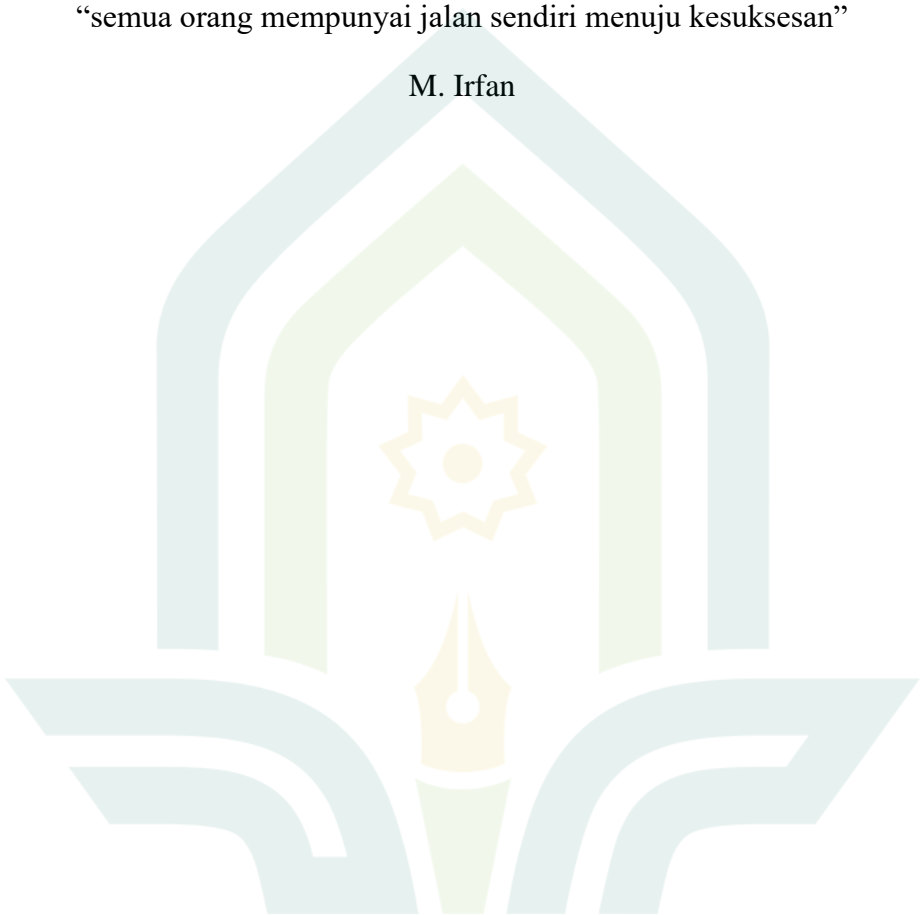 “semua orang mempunyai jalan sendiri menuju kesuksesan”
M. Irfan